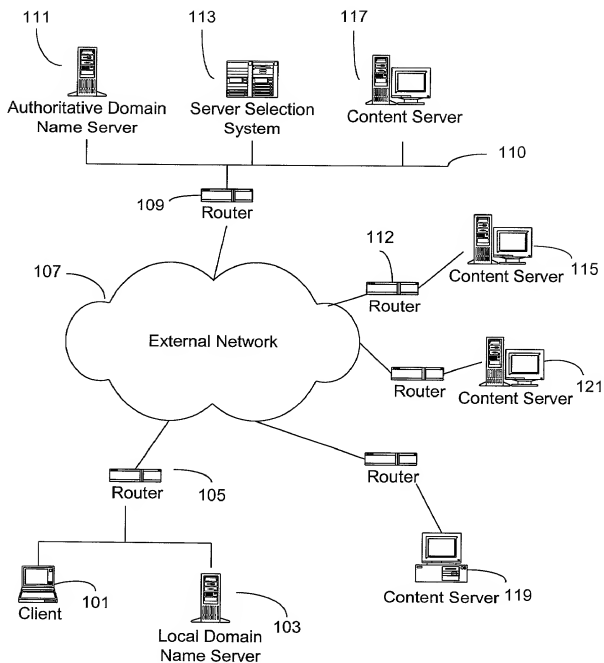 111
113
117
Authoritative Domain
Name Server
Server Selection
System
Content Server
110
109
Router
112
115
Content Server
Router
107
External Network
121
Router
Content Server
Router
105
Router
101
Client
103
Local Domain
Name Server
119
Content Server